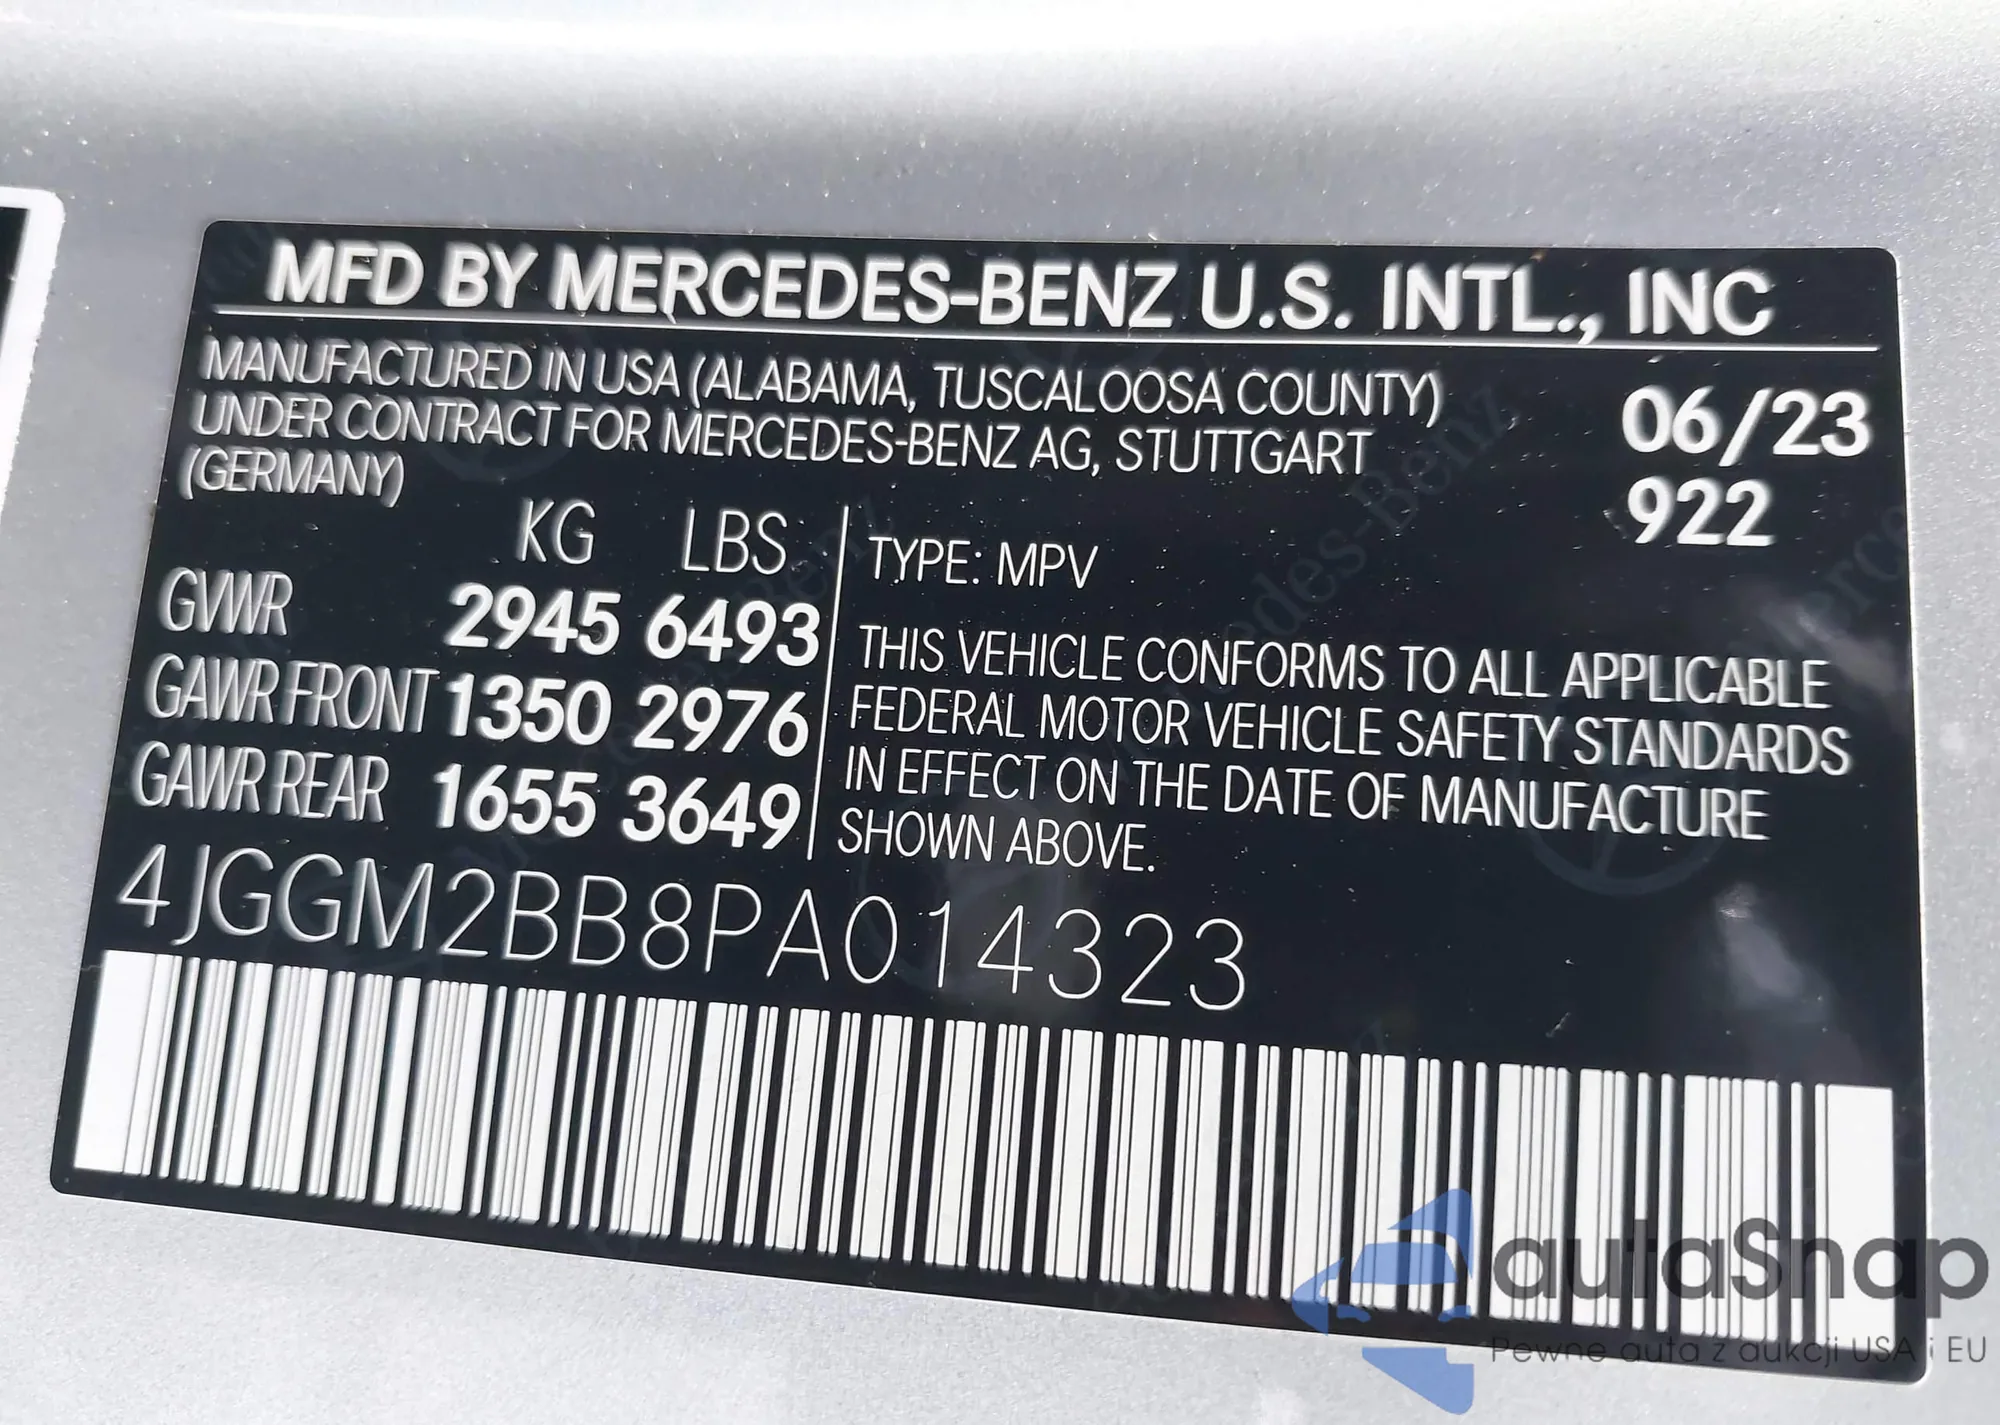 MFD BY MERCEDES-BENZ U.S. INTL., INC
MANUFACTURED IN USA (ALABAMA, TUSCALOOSA COUNTY)
UNDER CONTRACT FOR MERCEDES-BENZ AG, STUTTGART
(GERMANY)
06/23
922
KG LBS
GVWR 2945 6493
GAWR FRONT 1350 2976
GAWR REAR 1655 3649
TYPE: MPV
THIS VEHICLE CONFORMS TO ALL APPLICABLE
FEDERAL MOTOR VEHICLE SAFETY STANDARDS
IN EFFECT ON THE DATE OF MANUFACTURE
SHOWN ABOVE.
4JGGM2BB8PA014323
autaSnap
Pewne auta z aukcji USA i EU